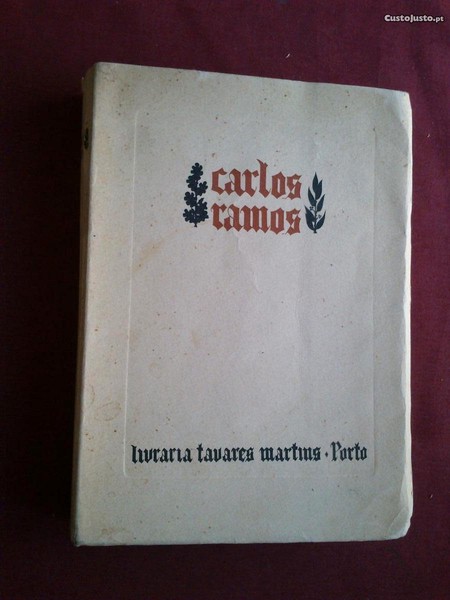 CustoJusto.pt
carlos
ramos
livraria tavares martins · Porto